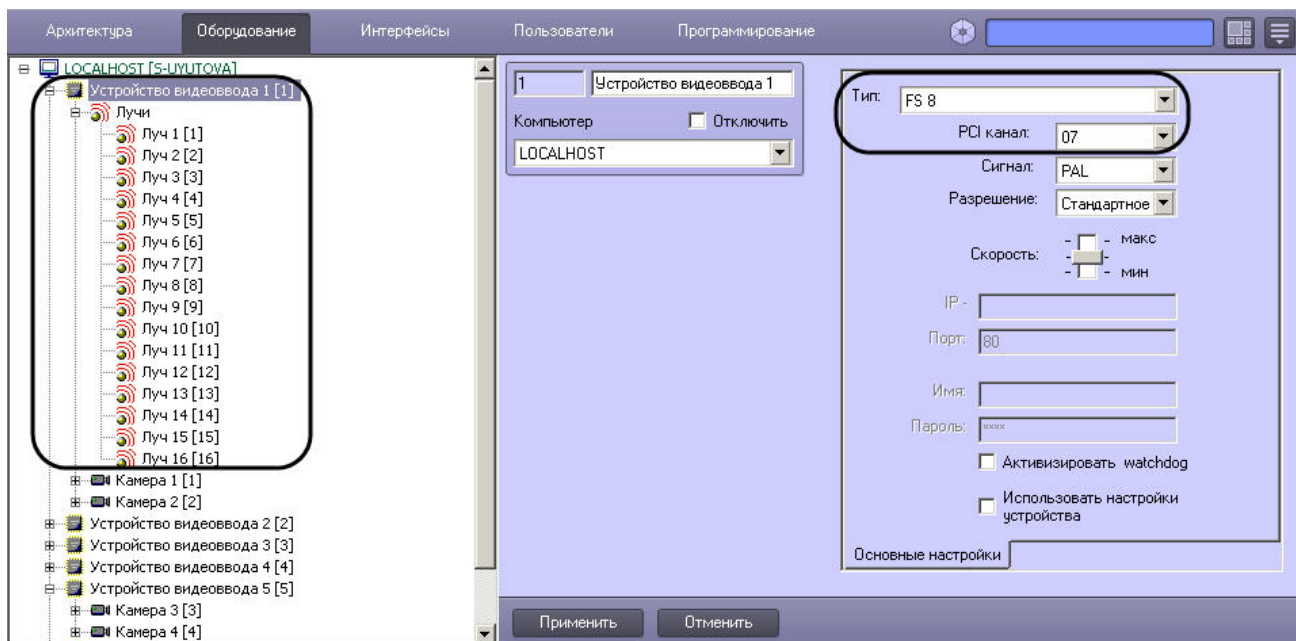 Архитектура Оборудование Интерфейсы Пользователи Программирование
LOCALHOST [S-UYUTOVA]
Устройство видеоввода 1 [1]
Лучи
Луч 1 [1]
Луч 2 [2]
Луч 3 [3]
Луч 4 [4]
Луч 5 [5]
Луч 6 [6]
Луч 7 [7]
Луч 8 [8]
Луч 9 [9]
Луч 10 [10]
Луч 11 [11]
Луч 12 [12]
Луч 13 [13]
Луч 14 [14]
Луч 15 [15]
Луч 16 [16]
Камера 1 [1]
Камера 2 [2]
Устройство видеоввода 2 [2]
Устройство видеоввода 3 [3]
Устройство видеоввода 4 [4]
Устройство видеоввода 5 [5]
Камера 3 [3]
Камера 4 [4]
1 Устройство видеоввода 1
Компьютер Отключить
LOCALHOST
Тип: FS 8
PCI канал: 07
Сигнал: PAL
Разрешение: Стандартное
Скорость:
макс
мин
IP -
Порт: 80
Имя:
Пароль: ××××
Активизировать watchdog
Использовать настройки
устройства
Основные настройки
Применить Отменить